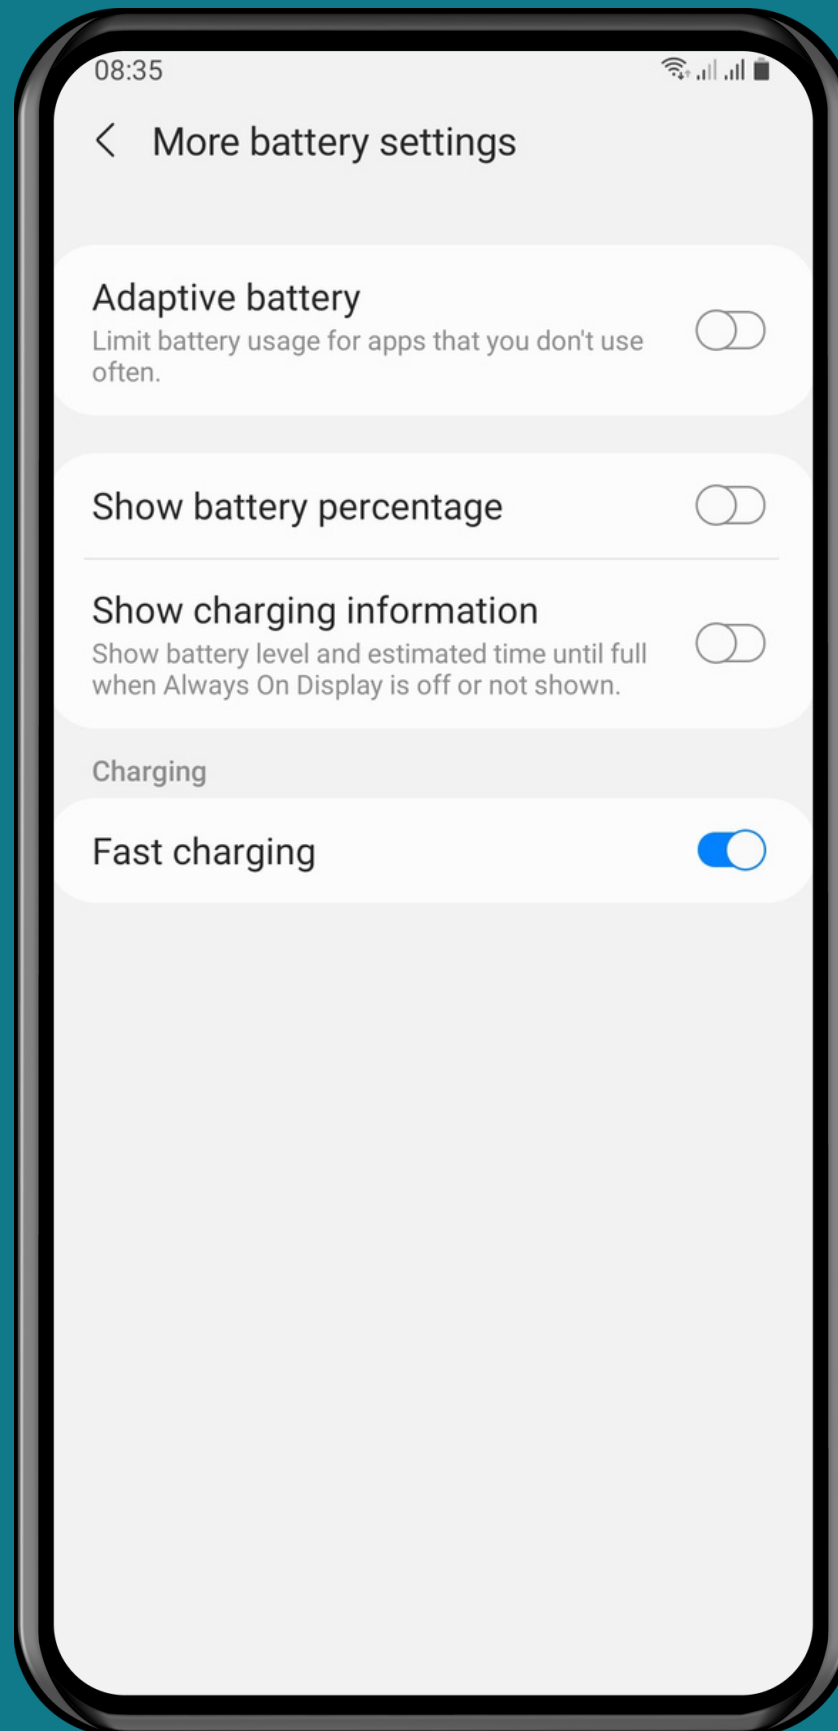 08:35
More battery settings
Adaptive battery
Limit battery usage for apps that you don't use
often.
Show battery percentage
Show charging information
Show battery level and estimated time until full
when Always On Display is off or not shown.
Charging
Fast charging